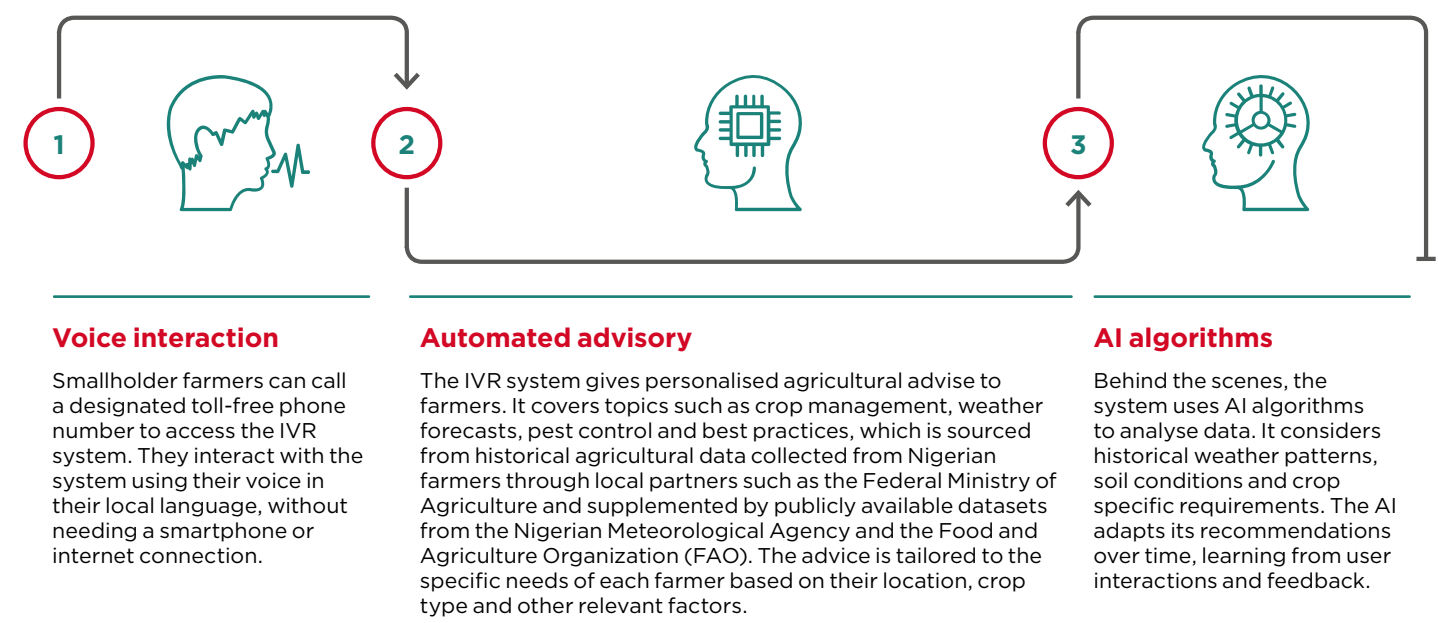 1
2
3
Voice interaction
Smallholder farmers can call
a designated toll-free phone
number to access the IVR
system. They interact with the
system using their voice in
their local language, without
needing a smartphone or
internet connection.
Automated advisory
The IVR system gives personalised agricultural advise to
farmers. It covers topics such as crop management, weather
forecasts, pest control and best practices, which is sourced
from historical agricultural data collected from Nigerian
farmers through local partners such as the Federal Ministry of
Agriculture and supplemented by publicly available datasets
from the Nigerian Meteorological Agency and the Food and
Agriculture Organization (FAO). The advice is tailored to the
specific needs of each farmer based on their location, crop
type and other relevant factors.
AI algorithms
Behind the scenes, the
system uses AI algorithms
to analyse data. It considers
historical weather patterns,
soil conditions and crop
specific requirements. The AI
adapts its recommendations
over time, learning from user
interactions and feedback.